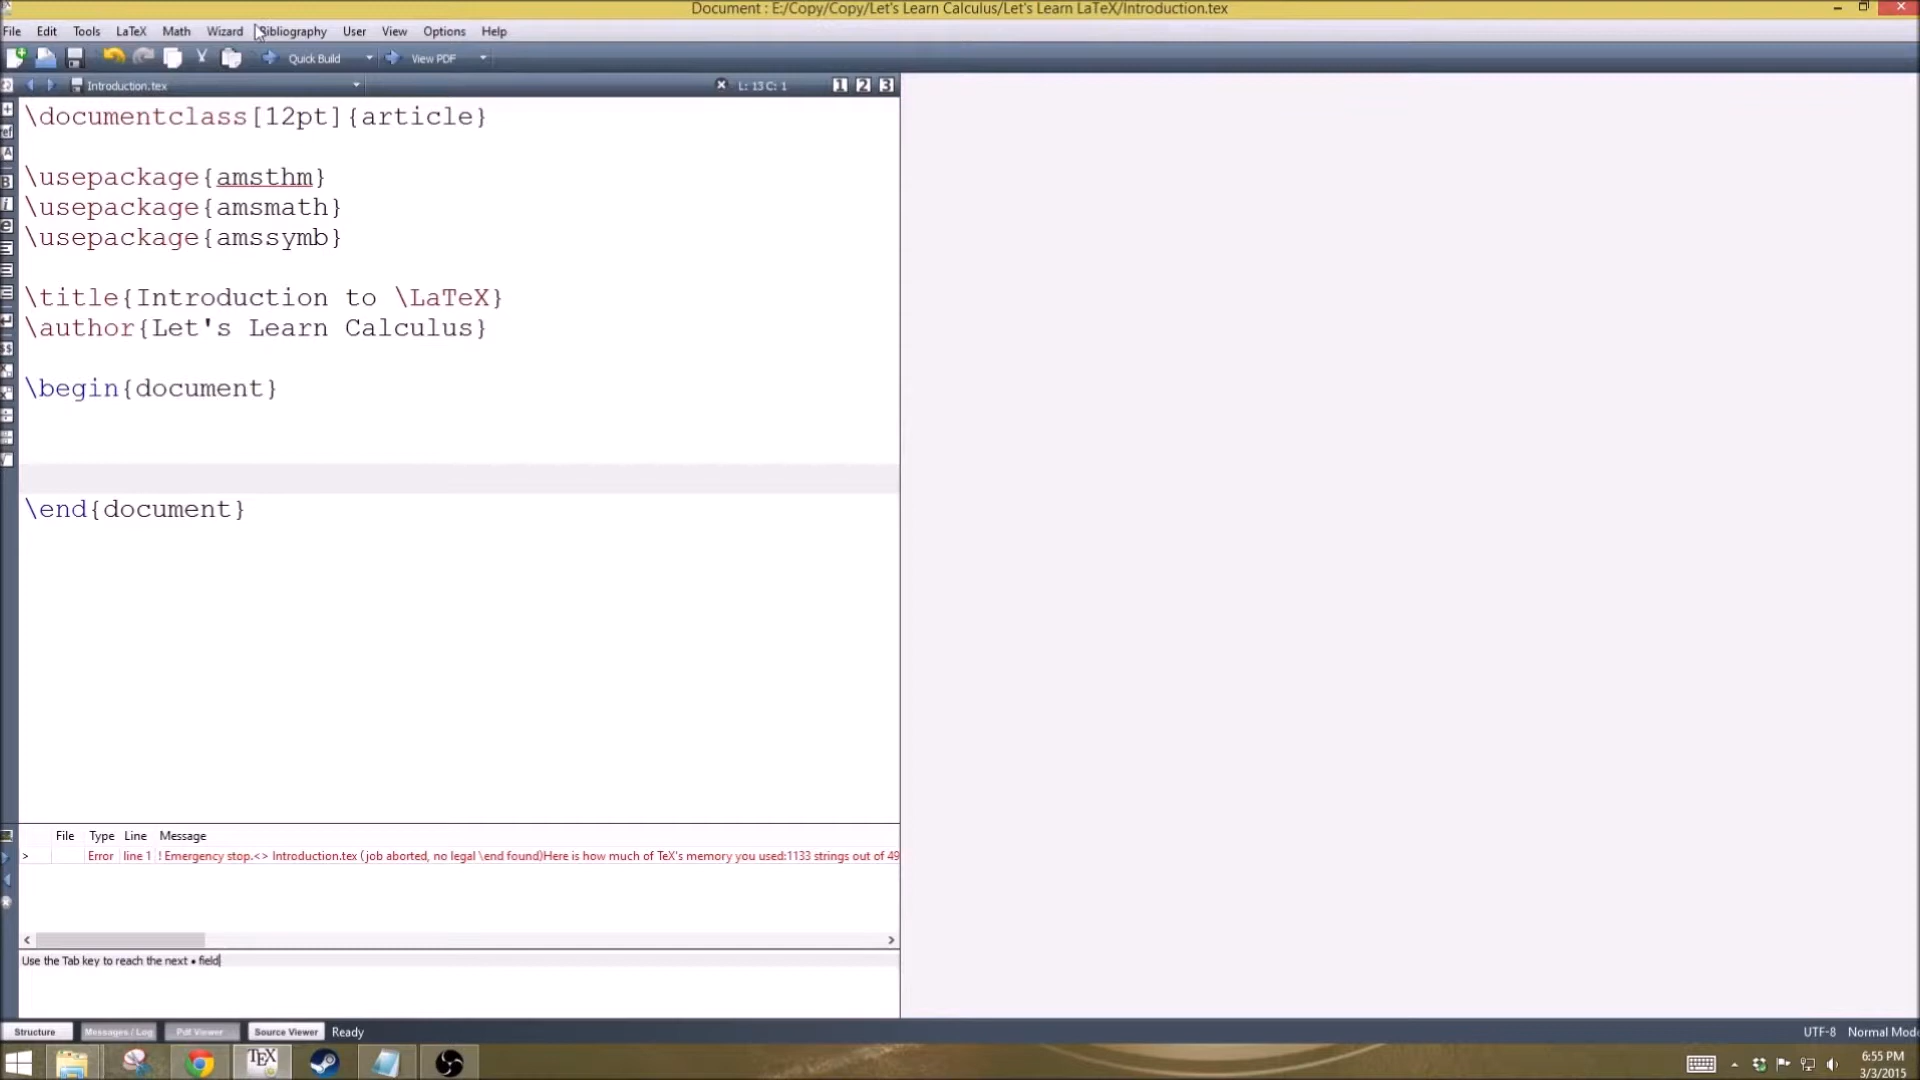 Document : E:/Copy/Copy/Let's Learn Calculus/Let's Learn LaTeX/Introduction.tex
File Edit Tools LaTeX Math Wizard Bibliography User View Options Help
Quick Build View PDF
Introduction.tex L: 13 C: 1 1 2 3
\documentclass[12pt]{article}
\usepackage{amsthm}
\usepackage{amsmath}
\usepackage{amssymb}
\title{Introduction to \LaTeX}
\author{Let's Learn Calculus}
\begin{document}
\end{document}
File Type Line Message
> Error line 1 ! Emergency stop.<> Introduction.tex (job aborted, no legal \end found)Here is how much of TeX's memory you used:1133 strings out of 49
Use the Tab key to reach the next • field
Structure Messages / Log Pdf Viewer Source Viewer Ready UTF-8 Normal Mod
TEX
6:55 PM
3/3/2015